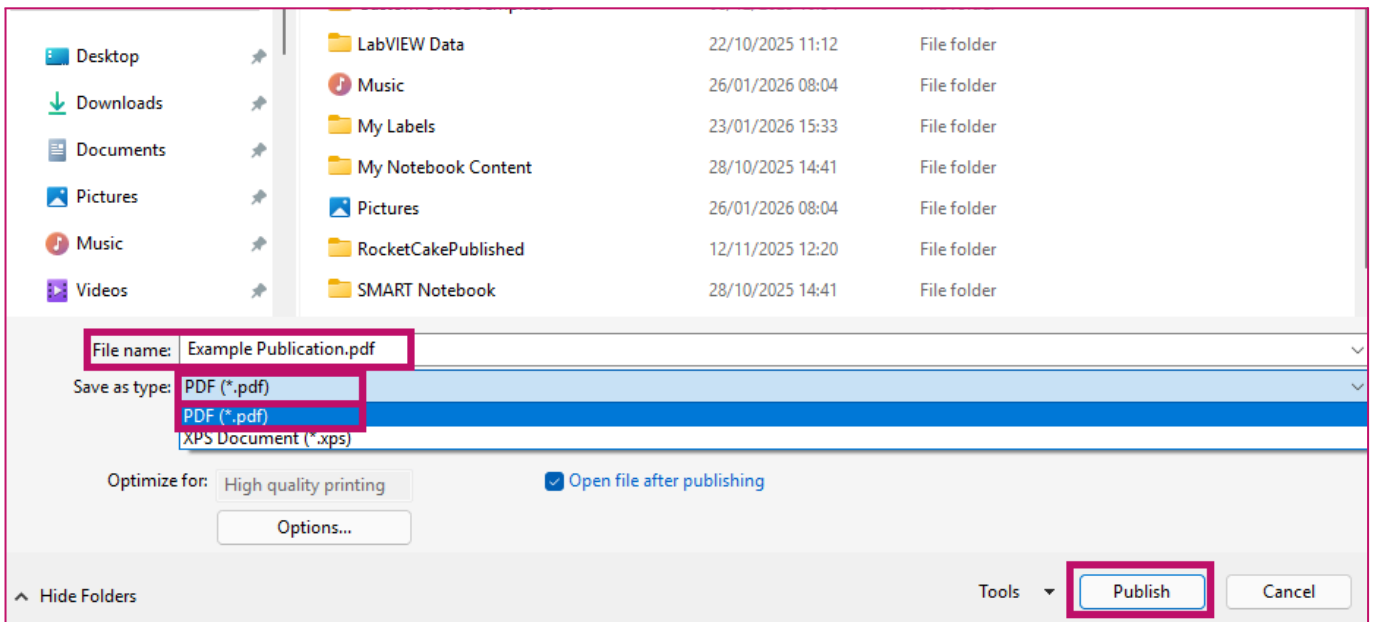 Desktop
Downloads
Documents
Pictures
Music
Videos
LabVIEW Data 22/10/2025 11:12 File folder
Music 26/01/2026 08:04 File folder
My Labels 23/01/2026 15:33 File folder
My Notebook Content 28/10/2025 14:41 File folder
Pictures 26/01/2026 08:04 File folder
RocketCakePublished 12/11/2025 12:20 File folder
SMART Notebook 28/10/2025 14:41 File folder
File name: Example Publication.pdf
Save as type: PDF (*.pdf)
PDF (*.pdf)
XPS Document (*.xps)
Optimize for: High quality printing
Open file after publishing
Options...
Hide Folders
Tools
Publish
Cancel